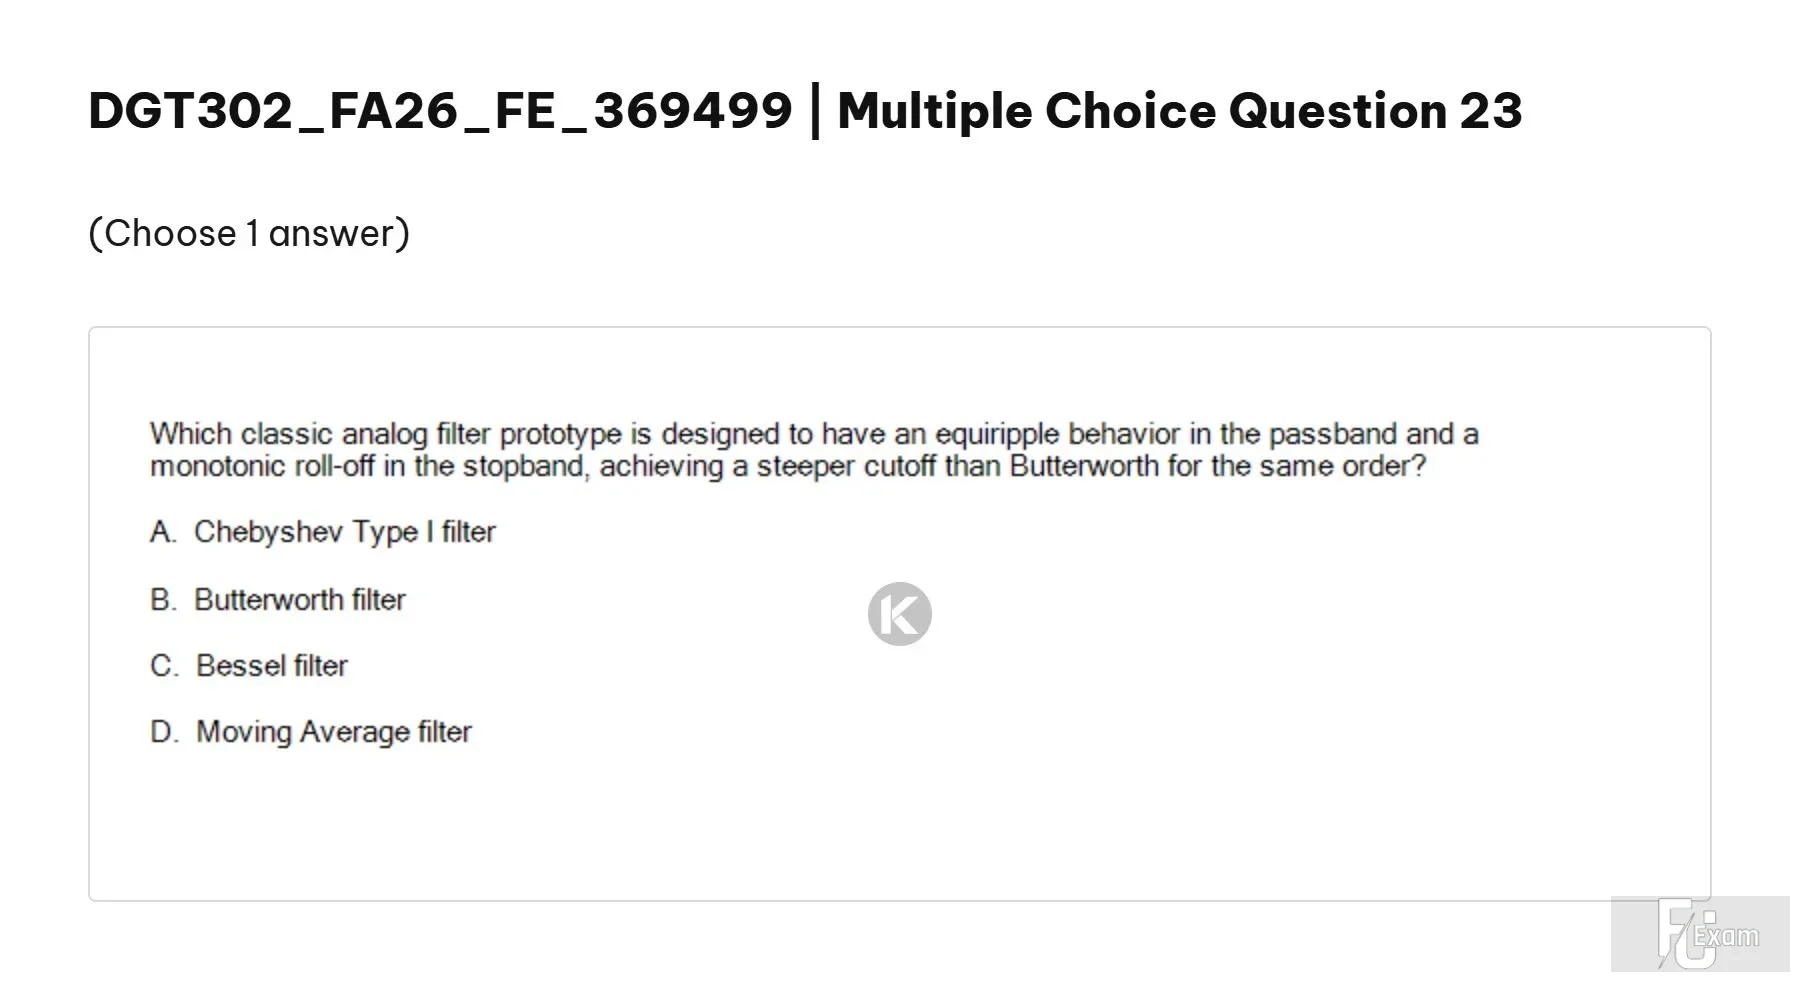 DGT302_FA26_FE_369499 | Multiple Choice Question 23
(Choose 1 answer)
Which classic analog filter prototype is designed to have an equiripple behavior in the passband and a
monotonic roll-off in the stopband, achieving a steeper cutoff than Butterworth for the same order?
A. Chebyshev Type I filter
B. Butterworth filter
K
C. Bessel filter
D. Moving Average filter
FU Exam